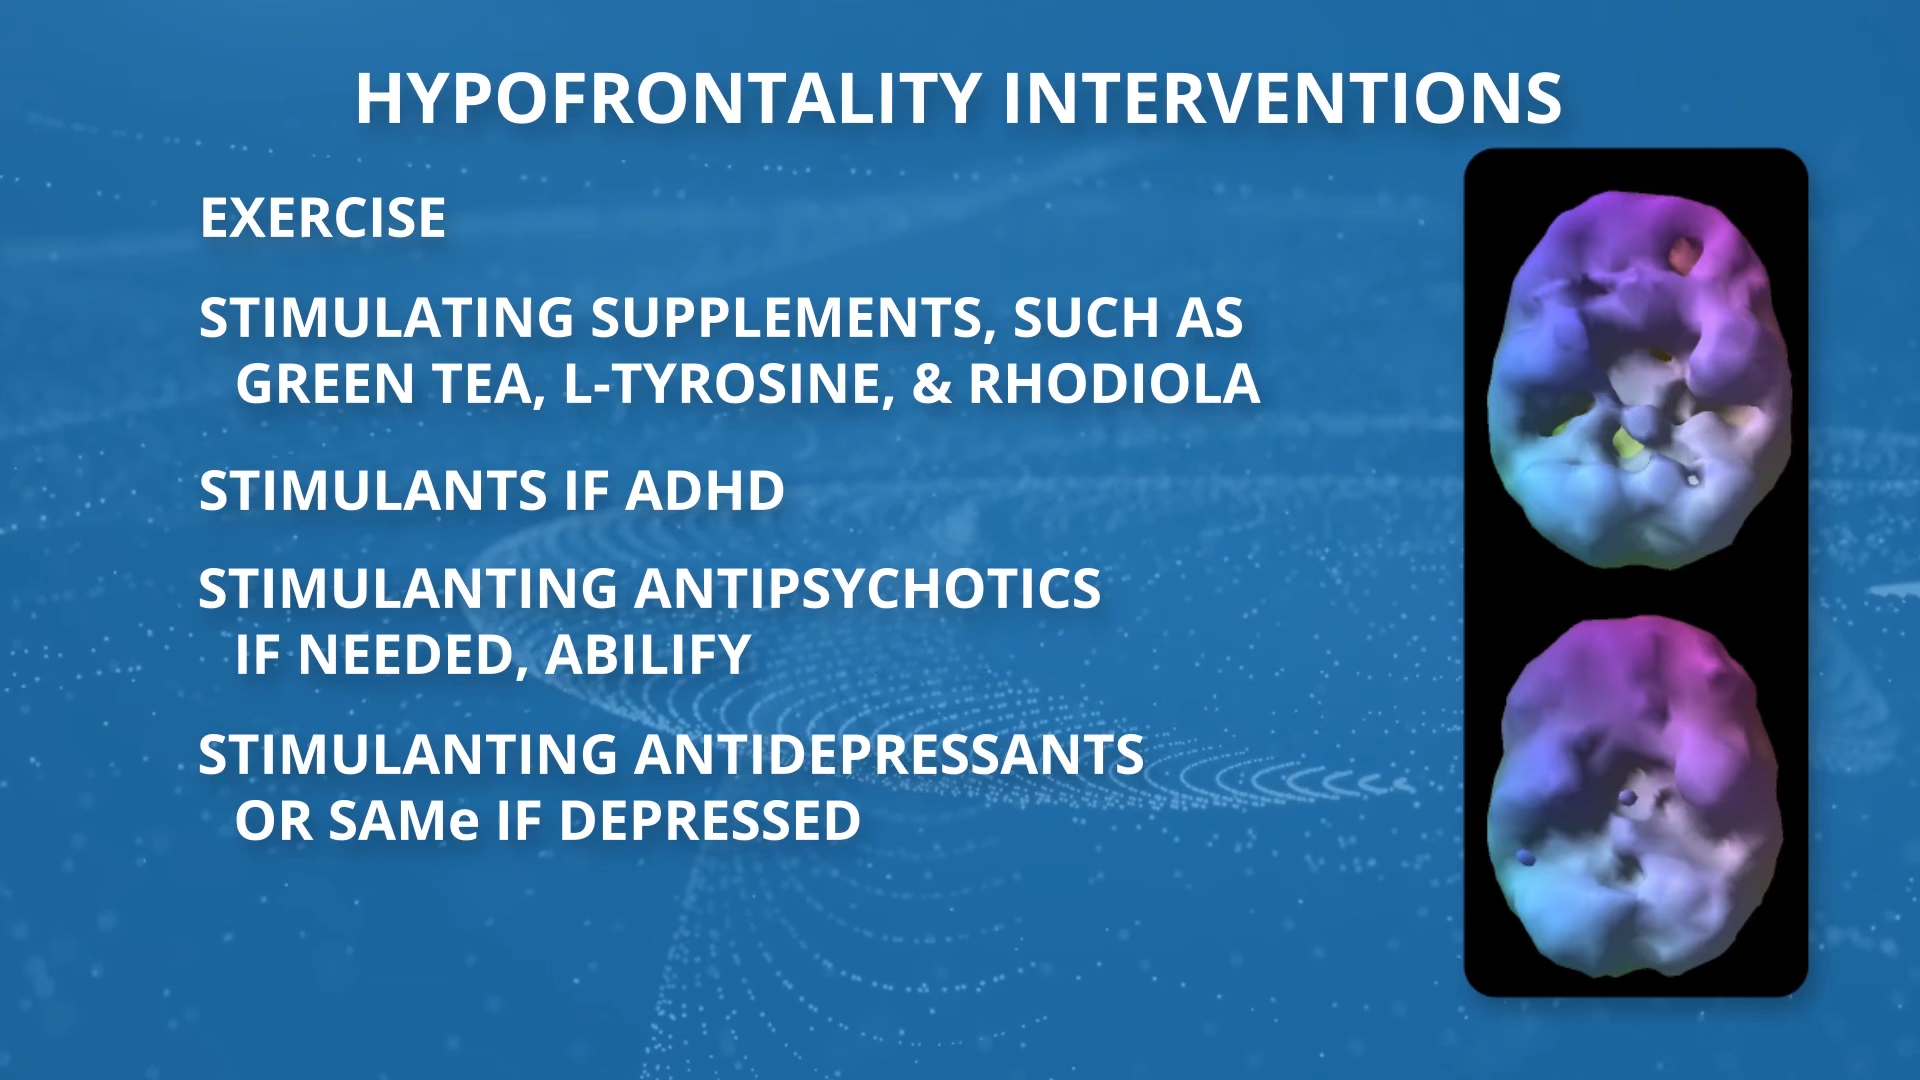 HYPOFRONTALITY INTERVENTIONS
EXERCISE
STIMULATING SUPPLEMENTS, SUCH AS
GREEN TEA, L-TYROSINE, & RHODIOLA
STIMULANTS IF ADHD
STIMULANTING ANTIPSYCHOTICS
IF NEEDED, ABILIFY
STIMULANTING ANTIDEPRESSANTS
OR SAMe IF DEPRESSED